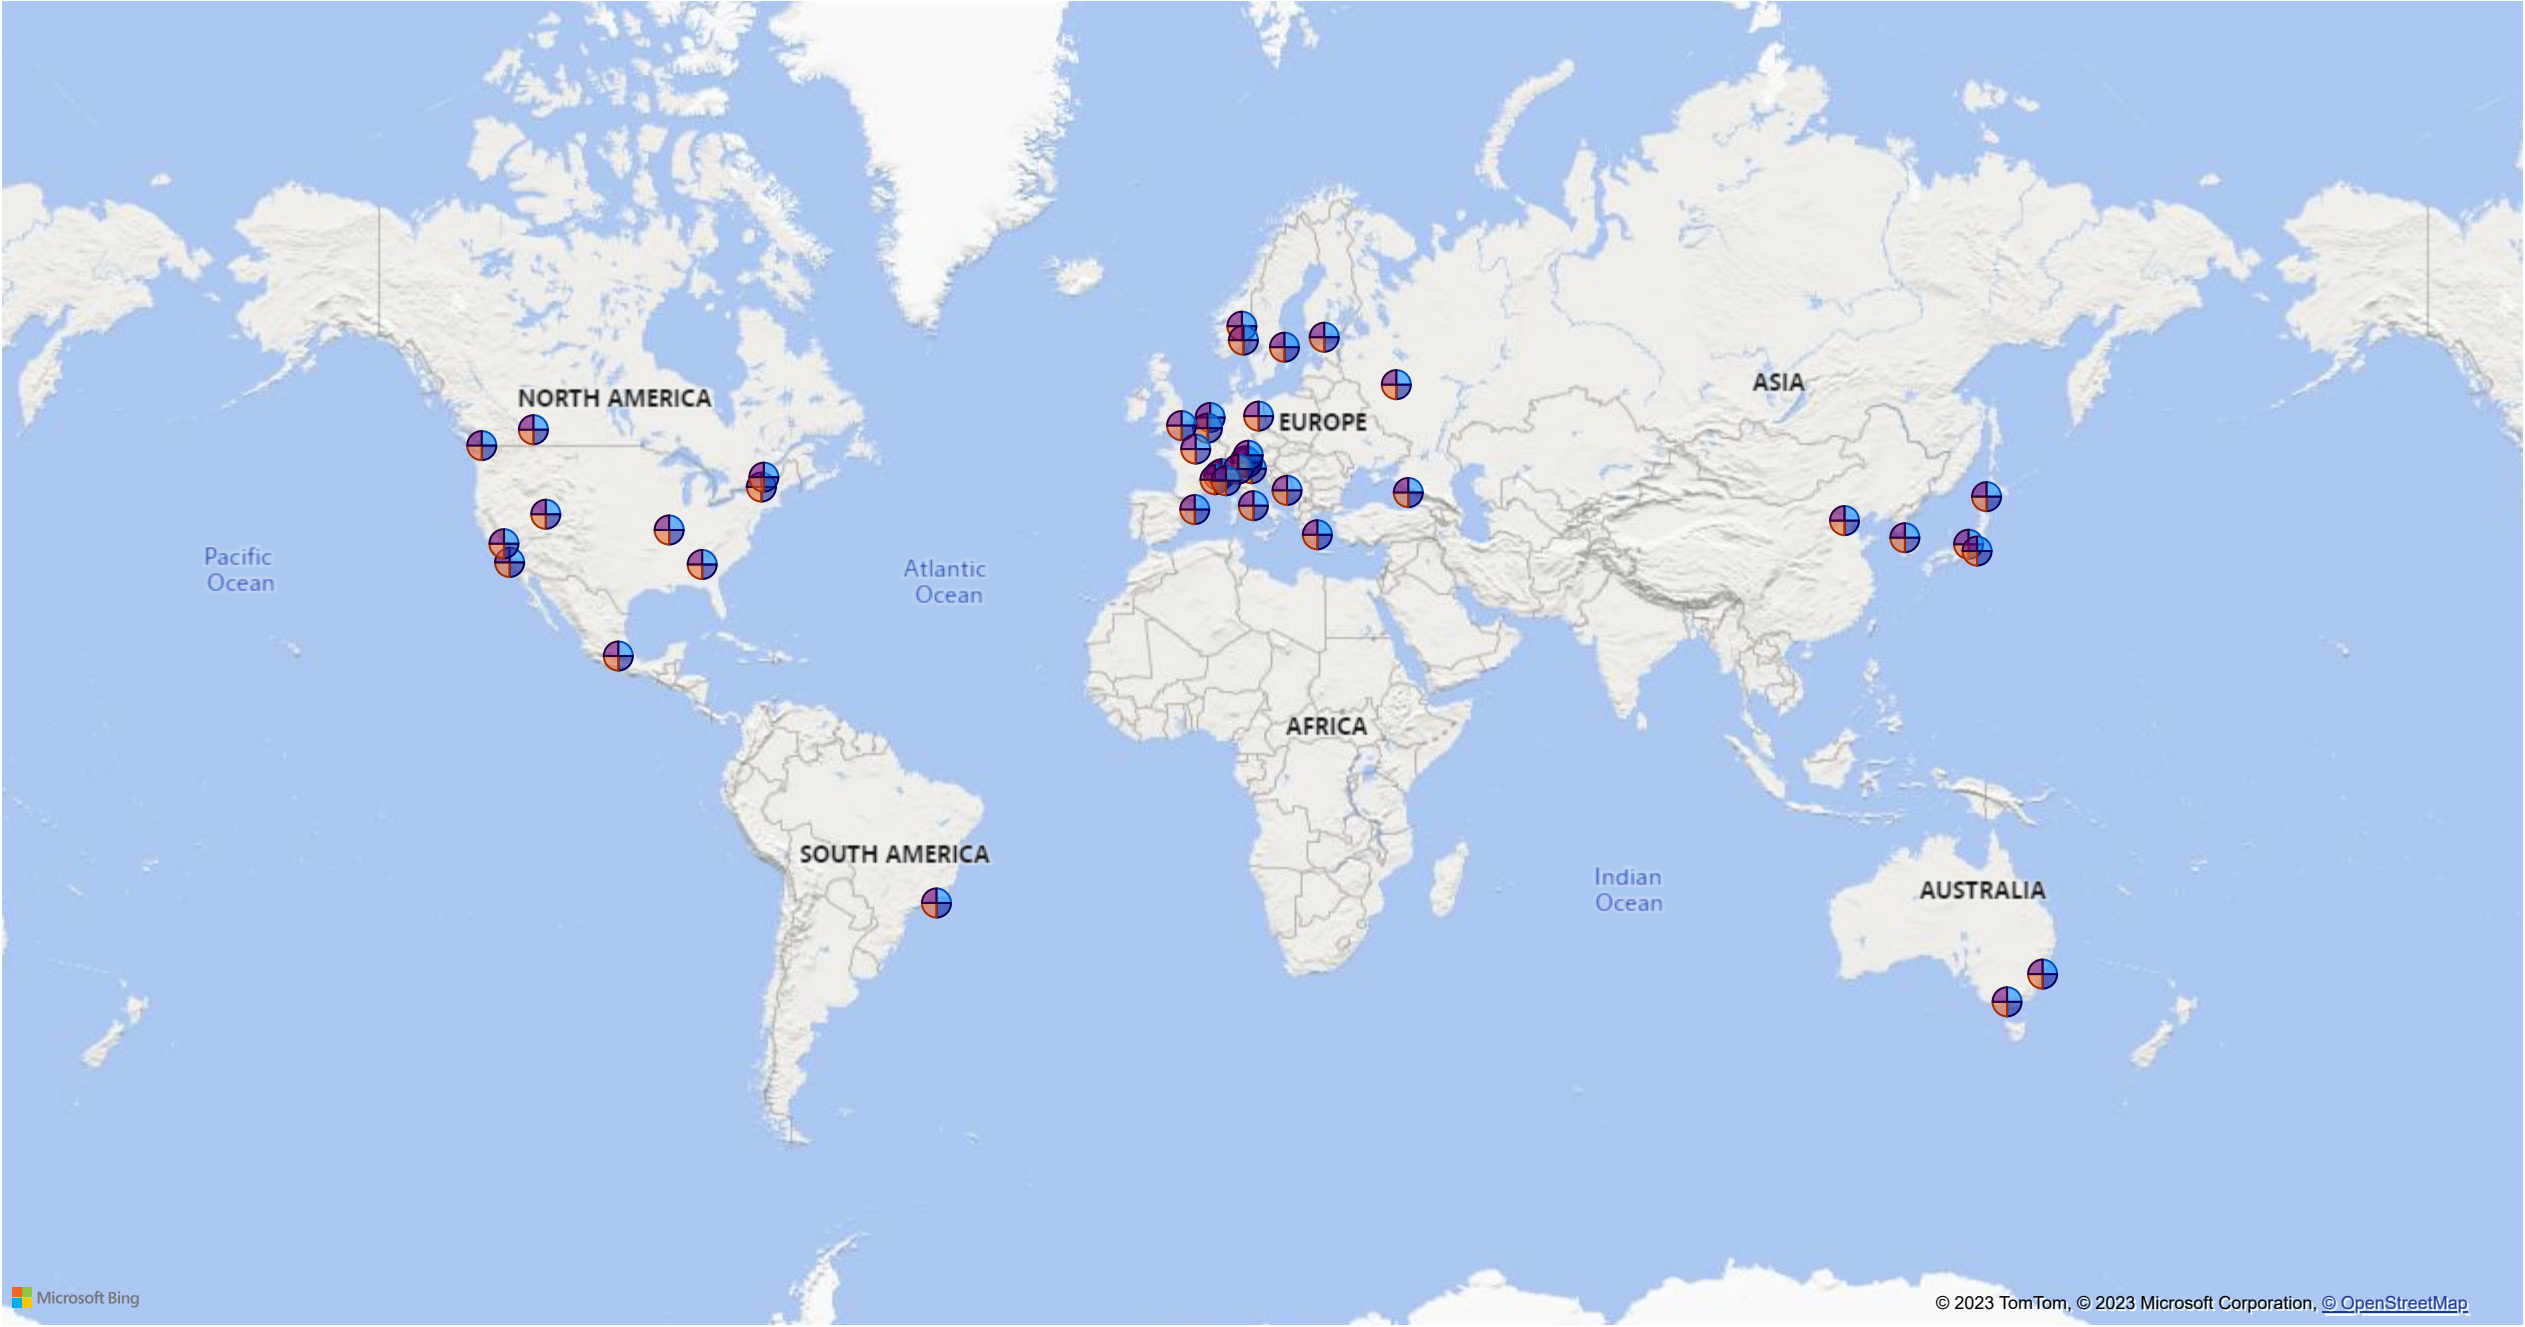 ASIA
NORTH AMERICA
EUROPE
Pacific
Ocean
Atlantic
Ocean
AFRICA
SOUTH AMERICA
Indian
Ocean
AUSTRALIA
Microsoft Bing
© 2023 TomTom, © 2023 Microsoft Corporation, © OpenStreetMap